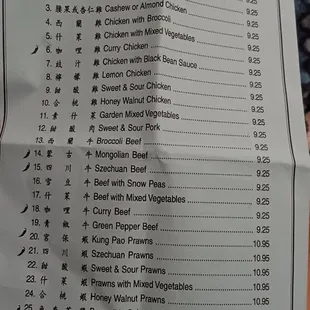 3. 腰果或杏仁雞 Cashew or Almond Chicken 9.25
4. 西蘭雞 Chicken with Broccoli 9.25
5. 什菜雞 Chicken with Mixed Vegetables 9.25
6. 咖哩雞 Curry Chicken 9.25
7. 豉汁雞 Chicken with Black Bean Sauce 9.25
8. 檸檬雞 Lemon Chicken 9.25
9. 甜酸雞 Sweet & Sour Chicken 9.25
10. 合桃雞 Honey Walnut Chicken 9.25
11. 素什菜 Garden Mixed Vegetables 9.25
12. 甜酸肉 Sweet & Sour Pork 9.25
13. 西蘭牛 Broccoli Beef 9.25
14. 蒙古牛 Mongolian Beef 9.25
15. 四川牛 Szechuan Beef 9.25
16. 雪豆牛 Beef with Snow Peas 9.25
17. 什菜牛 Beef with Mixed Vegetables 9.25
18. 咖哩牛 Curry Beef 9.25
19. 青椒牛 Green Pepper Beef 9.25
20. 宮保蝦 Kung Pao Prawns 10.95
21. 四川蝦 Szechuan Prawns 10.95
22. 甜酸蝦 Sweet & Sour Prawns 10.95
23. 什菜蝦 Prawns with Mixed Vegetables 10.95
24. 合桃蝦 Honey Walnut Prawns 10.95
25. 10.95